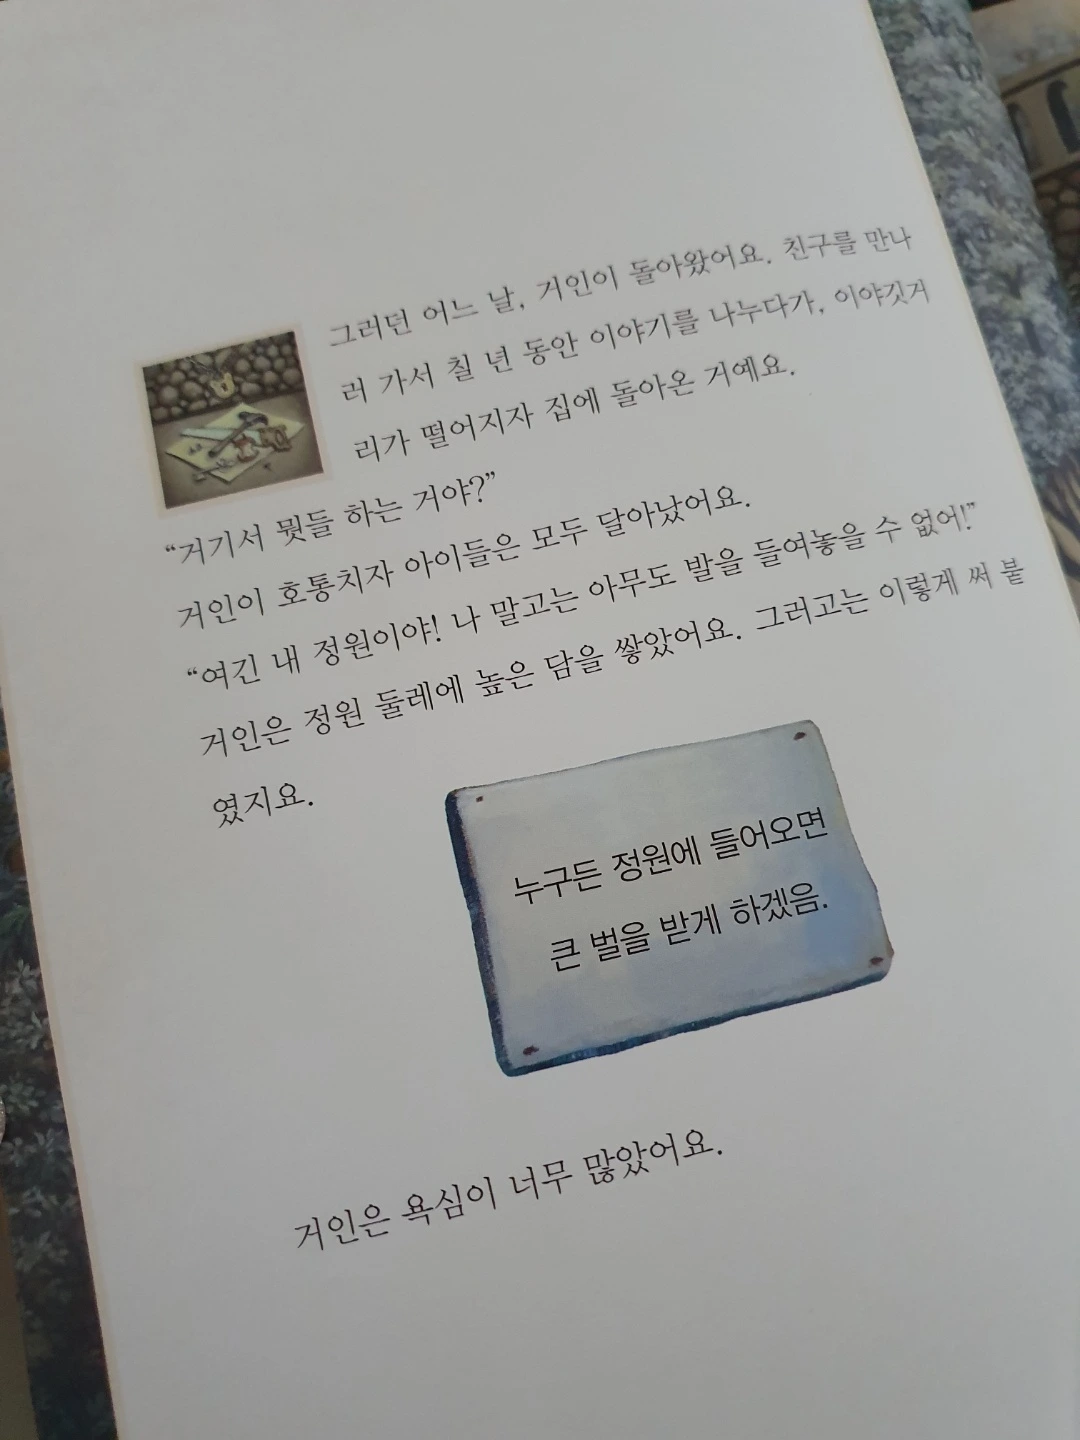 그러던 어느 날, 거인이 돌아왔어요. 친구를 만나
러 가서 칠 년 동안 이야기를 나누다가, 이야깃거
리가 떨어지자 집에 돌아온 거예요.
“거기서 뭣들 하는 거야?”
거인이 호통치자 아이들은 모두 달아났어요.
“여긴 내 정원이야! 나 말고는 아무도 발을 들여놓을 수 없어!”
거인은 정원 둘레에 높은 담을 쌓았어요. 그러고는 이렇게 써 붙
였지요.
누구든 정원에 들어오면
큰 벌을 받게 하겠음.
거인은 욕심이 너무 많았어요.